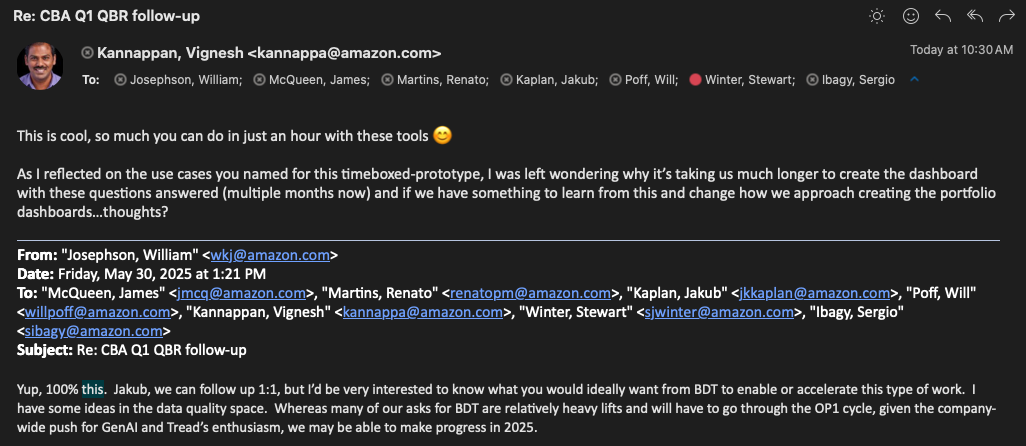 Re: CBA Q1 QBR follow-up
Kannappan, Vignesh <kannappa@amazon.com>
Today at 10:30 AM
To: Josephson, William; McQueen, James; Martins, Renato; Kaplan, Jakub; Poff, Will; Winter, Stewart; Ibagy, Sergio
This is cool, so much you can do in just an hour with these tools 😊
As I reflected on the use cases you named for this timeboxed-prototype, I was left wondering why it's taking us much longer to create the dashboard
with these questions answered (multiple months now) and if we have something to learn from this and change how we approach creating the portfolio
dashboards…thoughts?
From: "Josephson, William" <wkj@amazon.com>
Date: Friday, May 30, 2025 at 1:21 PM
To: "McQueen, James" <jmcq@amazon.com>, "Martins, Renato" <renatopm@amazon.com>, "Kaplan, Jakub" <jkkaplan@amazon.com>, "Poff, Will"
<willpoff@amazon.com>, "Kannappan, Vignesh" <kannappa@amazon.com>, "Winter, Stewart" <sjwinter@amazon.com>, "Ibagy, Sergio"
<sibagy@amazon.com>
Subject: Re: CBA Q1 QBR follow-up
Yup, 100% this. Jakub, we can follow up 1:1, but I'd be very interested to know what you would ideally want from BDT to enable or accelerate this type of work. I
have some ideas in the data quality space. Whereas many of our asks for BDT are relatively heavy lifts and will have to go through the OP1 cycle, given the company-
wide push for GenAI and Tread's enthusiasm, we may be able to make progress in 2025.